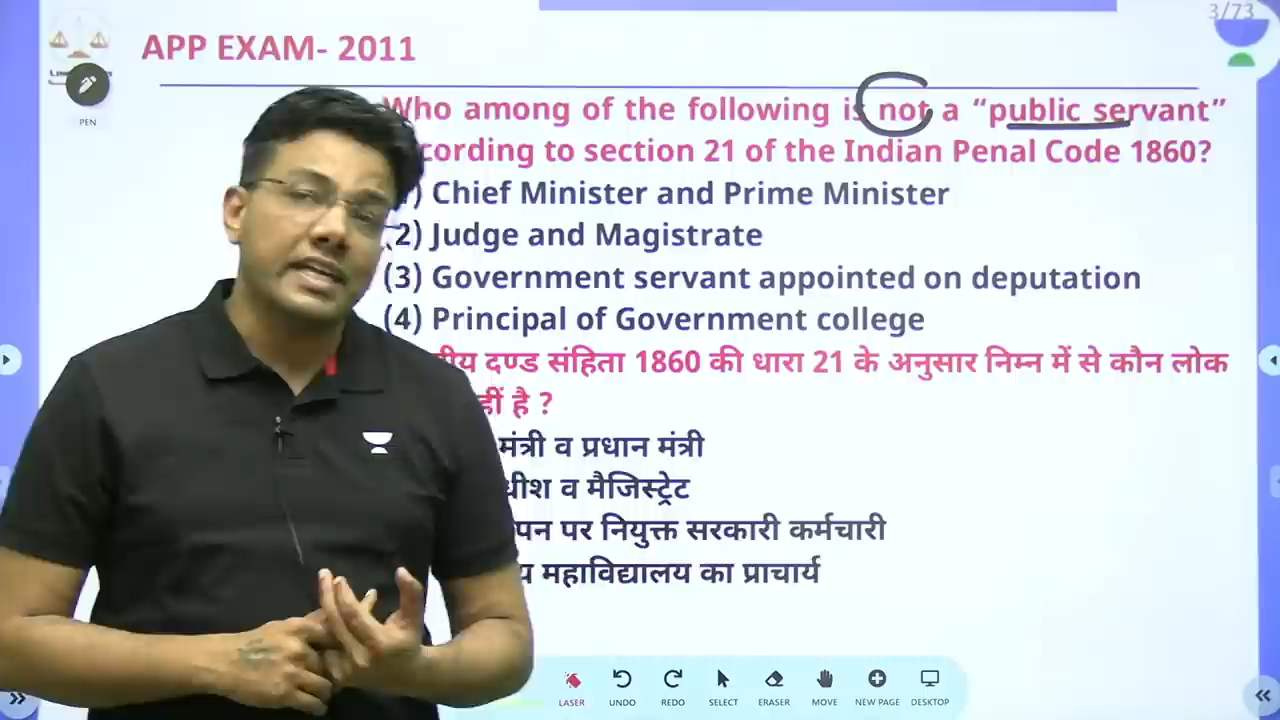 3/73
APP EXAM- 2011
PEN
Who among of the following is not a “public servant”
cording to section 21 of the Indian Penal Code 1860?
) Chief Minister and Prime Minister
(2) Judge and Magistrate
(3) Government servant appointed on deputation
(4) Principal of Government college
दण्ड संहिता 1860 की धारा 21 के अनुसार निम्न में से कौन लोक
है ?
मंत्री व प्रधान मंत्री
व मैजिस्ट्रेट
पर नियुक्त सरकारी कर्मचारी
महाविद्यालय का प्राचार्य
LASER UNDO REDO SELECT ERASER MOVE NEW PAGE DESKTOP